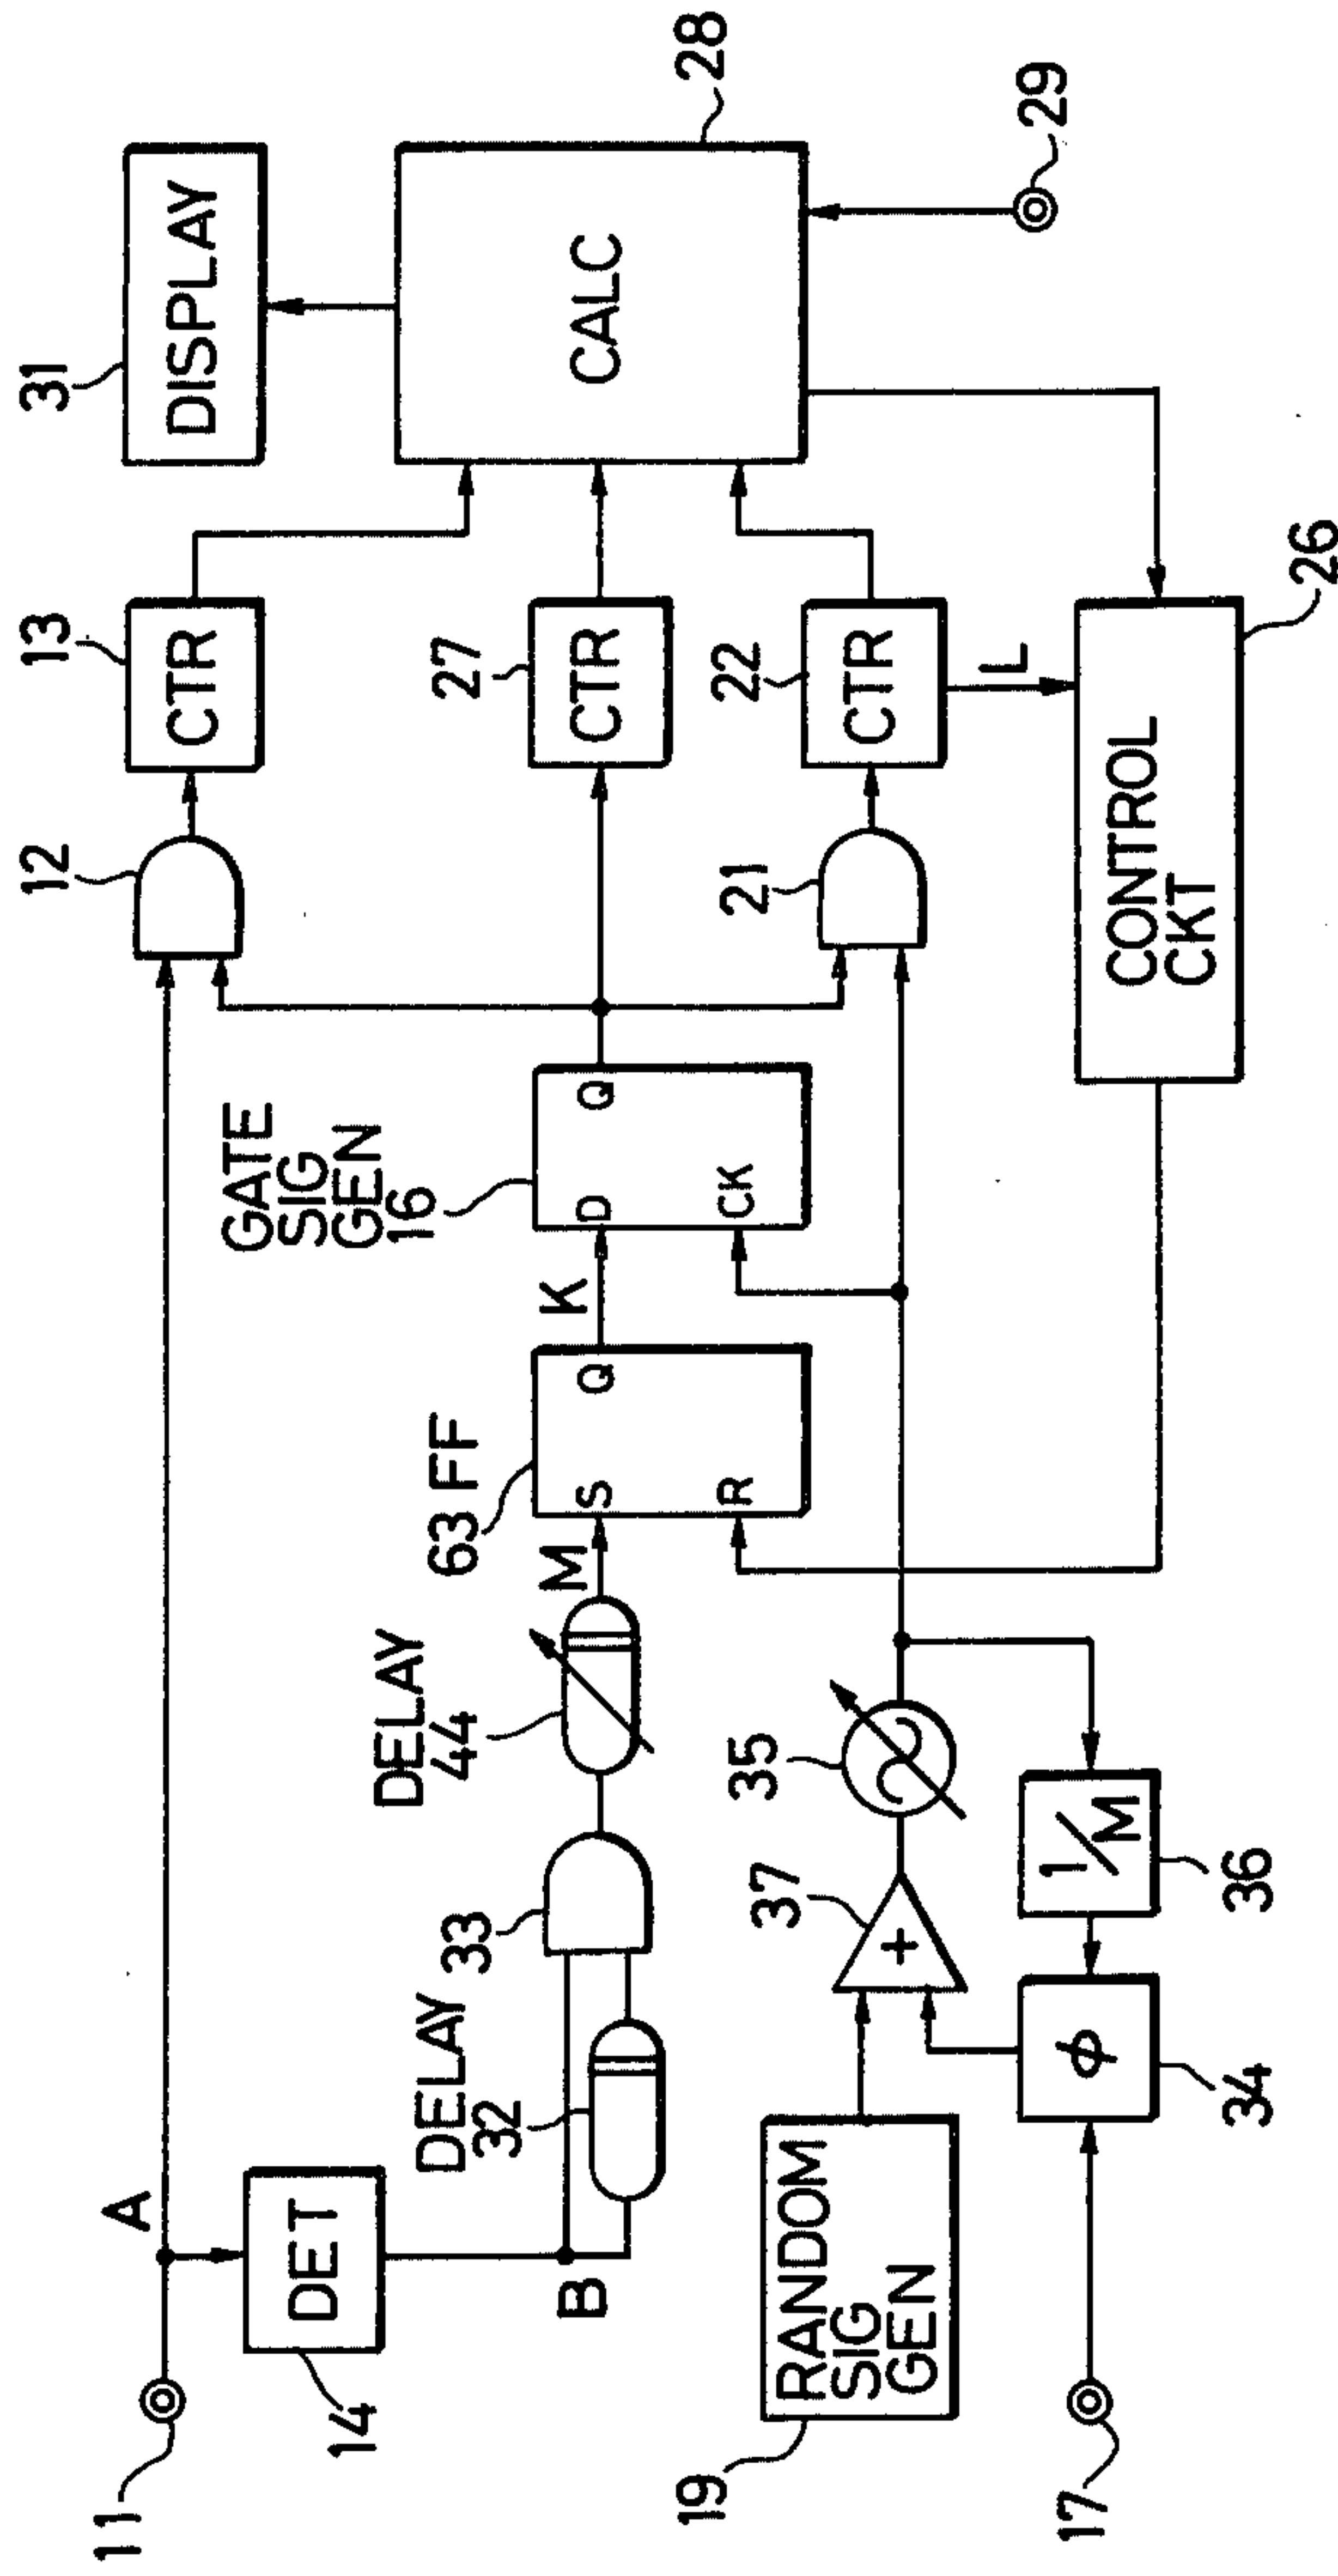 11
A
12
13
CTR
31
DISPLAY
14
DET
B
DELAY
32
33
DELAY
44
M
63 FF
S
Q
R
K
GATE
SIG
GEN
16
D
Q
CK
27
CTR
CALC
28
19
RANDOM
SIG
GEN
37
+
35
21
22
CTR
L
29
17
34
ϕ
36
1/M
CONTROL
CKT
26